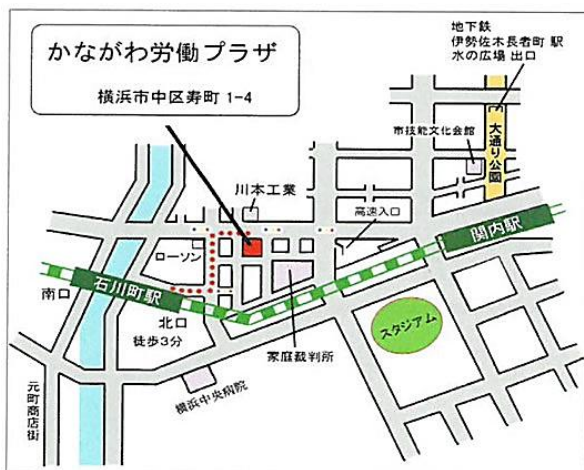 かながわ労働プラザ
横浜市中区寿町 1-4
地下鉄
伊勢佐木長者町 駅
水の広場 出口
市技能文化会館
大通り公園
川本工業
高速入口
関内駅
ローソン
石川町駅
南口
北口
徒歩3分
スタジアム
家庭裁判所
横浜中央病院
元町商店街